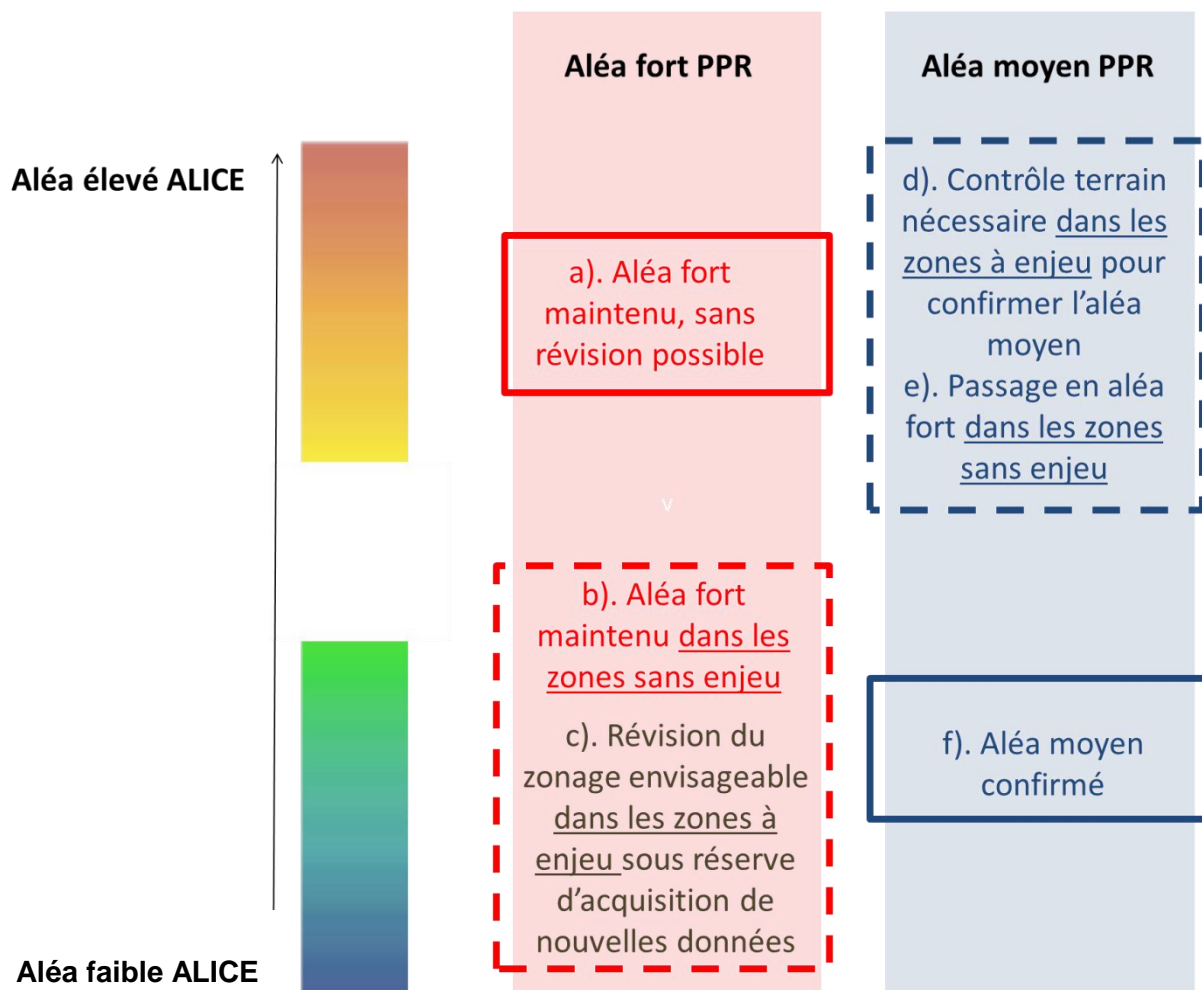 Aléa fort PPR
Aléa moyen PPR
Aléa élevé ALICE
Aléa faible ALICE
a). Aléa fort
maintenu, sans
révision possible
v
b). Aléa fort
maintenu dans les
zones sans enjeu
c). Révision du
zonage envisageable
dans les zones à
enjeu sous réserve
d’acquisition de
nouvelles données
d). Contrôle terrain
nécessaire dans les
zones à enjeu pour
confirmer l’aléa
moyen
e). Passage en aléa
fort dans les zones
sans enjeu
f). Aléa moyen
confirmé